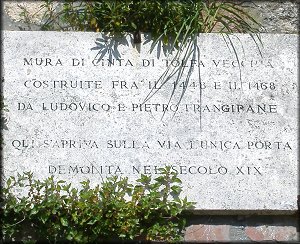 MURA DI CINTA DI TOLFA VECCHIA
COSTRUITE FRA IL 1448 E IL 1468
DA LUDOVICO E PIETRO FRANGIPANE
QUI S'APRIVA SULLA VIA L'UNICA PORTA
DEMOLITA NEL SECOLO XIX